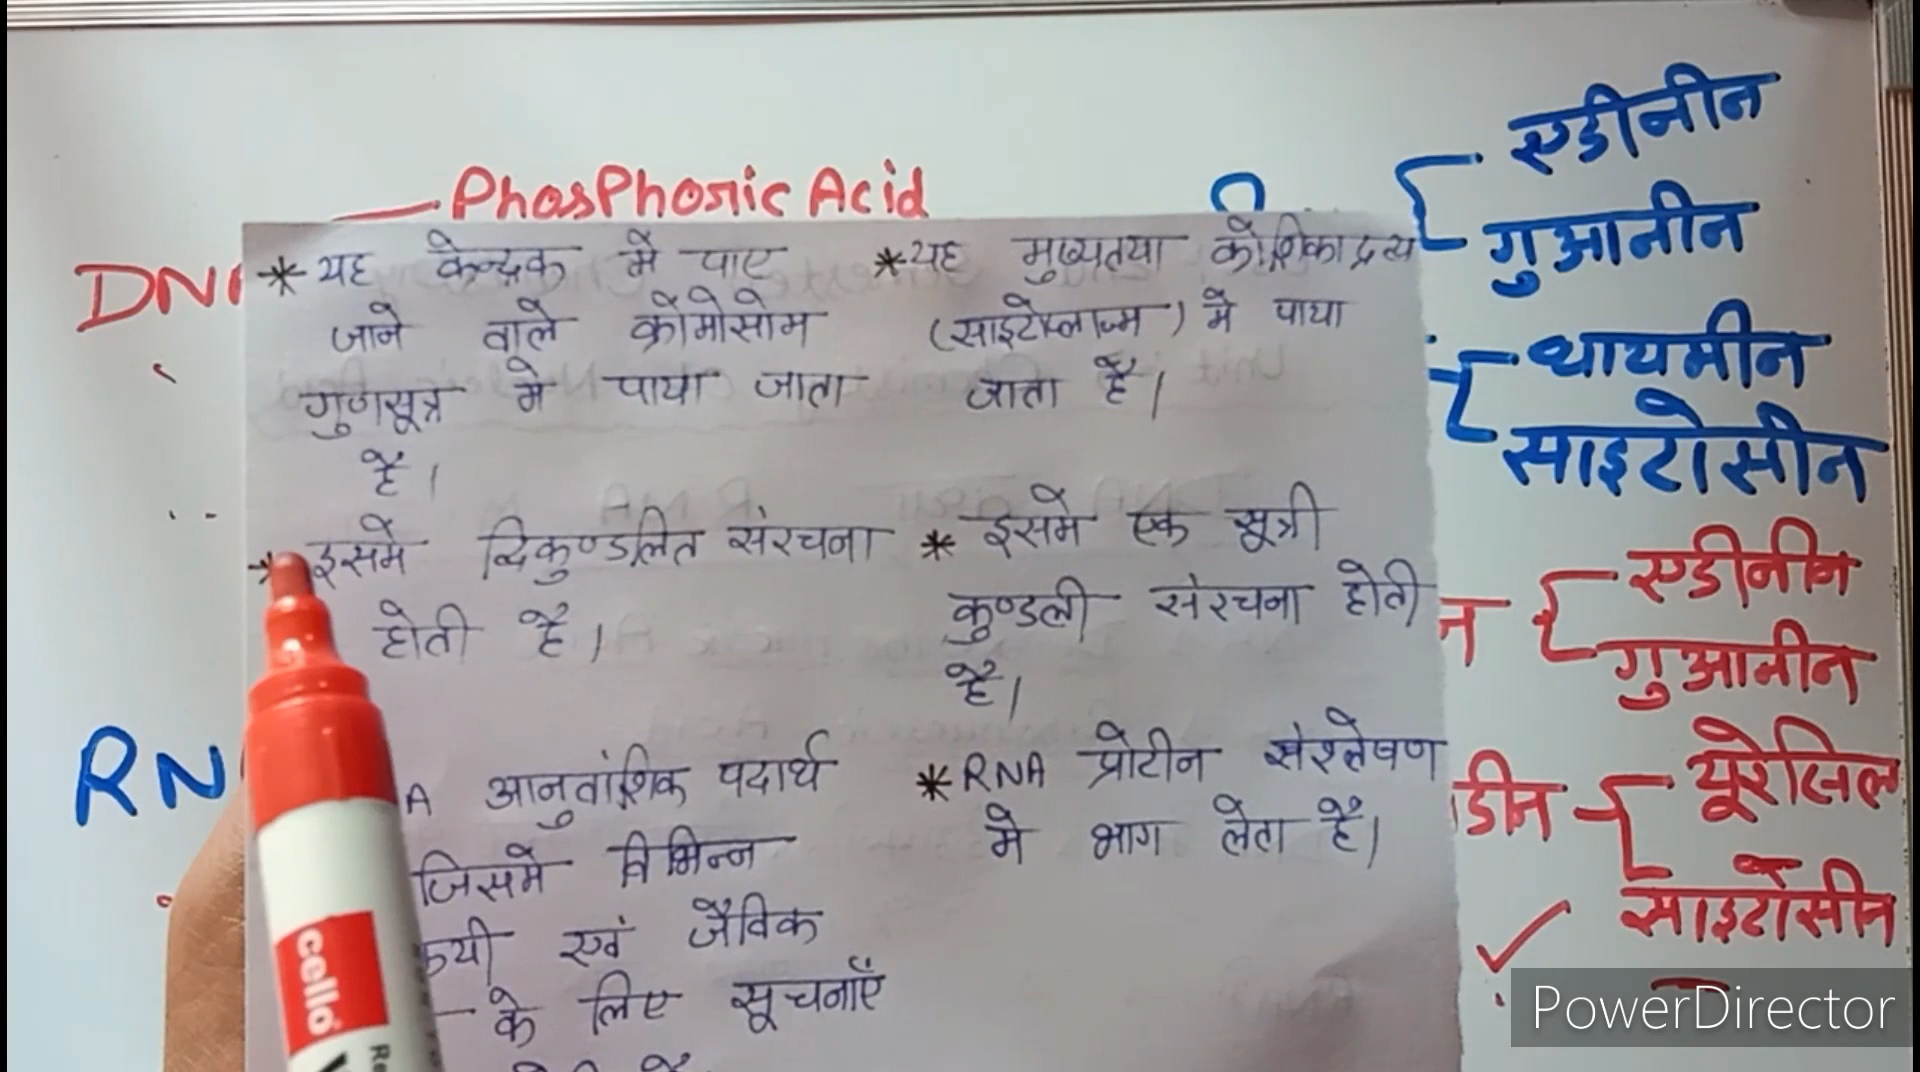 PhosPhoric Acid
DNA
RN
* यह केन्द्रक मे पाए
जाने वाले क्रोमोसोम
गुणसूत्र मे पाया जाता
है।
* इसमे द्विकुण्डलित संरचना
होती है।
A आनुवांशिक पदार्थ
जिसमे विभिन्न
एवं जैविक
के लिए सूचनाएँ
* यह मुख्यतया कोशिकाद्रव्य
(साइटोप्लाज्म) मे पाया
जाता है।
* इसमे एक सूत्री
कुण्डली संरचना होती
है।
* RNA प्रोटीन संश्लेषण
मे भाग लेता है।
एडीनीन
गुआनीन
थायमीन
साइटोसीन
न
एडीनीन
गुआनीन
डीन
यूरेसिल
साइटोसीन
cello
PowerDirector